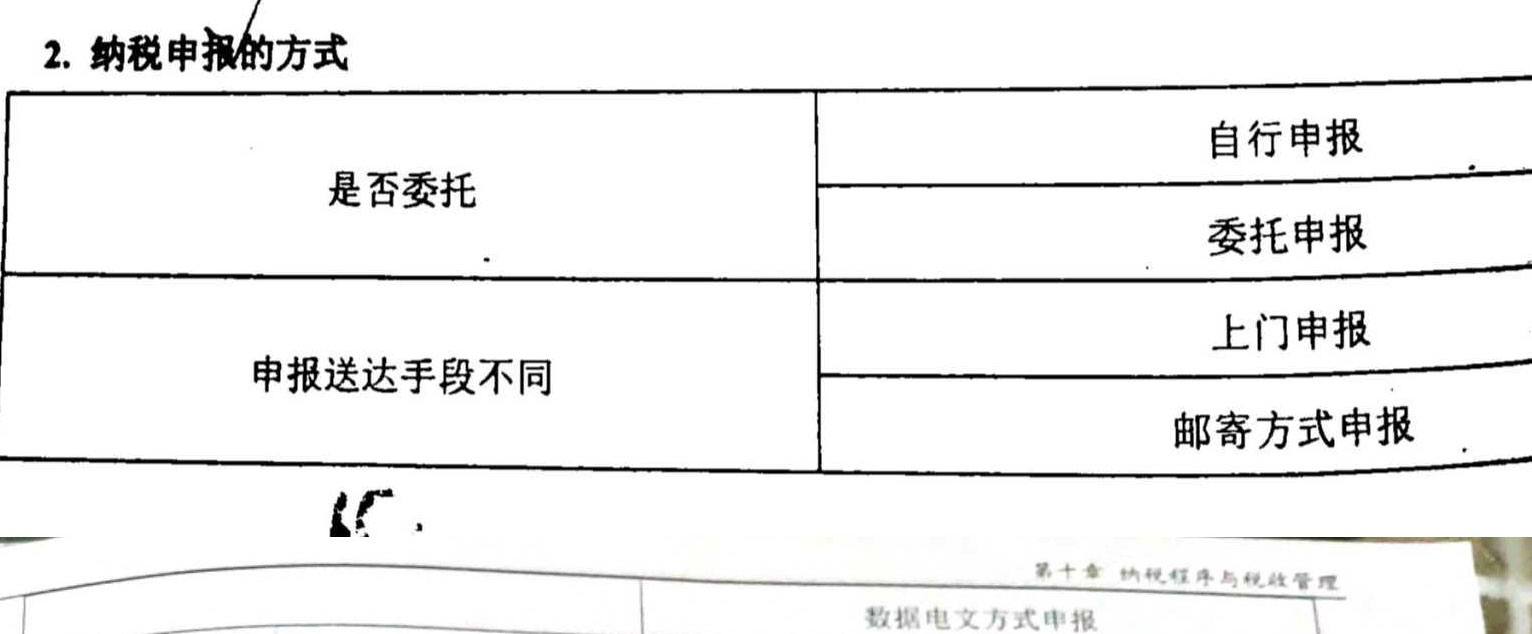 2. 纳税申报的方式
是否委托
自行申报
委托申报
申报送达手段不同
上门申报
邮寄方式申报
第十章 纳税程序与税收管理
数据电文方式申报